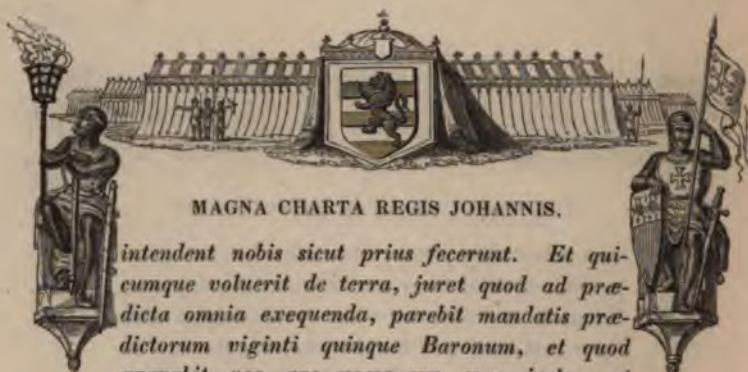 MAGNA CHARTA REGIS JOHANNIS.
intendent nobis sicut prius fecerunt. Et qui-
cumque voluerit de terra, juret quod ad præ-
dicta omnia exequenda, parebit mandatis præ-
dictorum viginti quinque Baronum, et quod